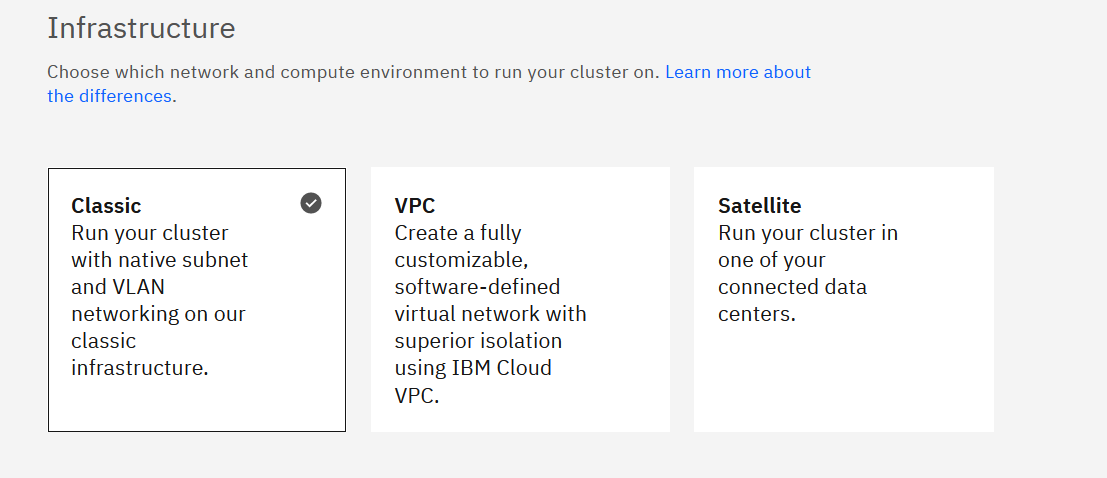 Infrastructure
Choose which network and compute environment to run your cluster on. Learn more about
the differences.
Classic
Run your cluster
with native subnet
and VLAN
networking on our
classic
infrastructure.
VPC
Create a fully
customizable,
software-defined
virtual network with
superior isolation
using IBM Cloud
VPC.
Satellite
Run your cluster in
one of your
connected data
centers.